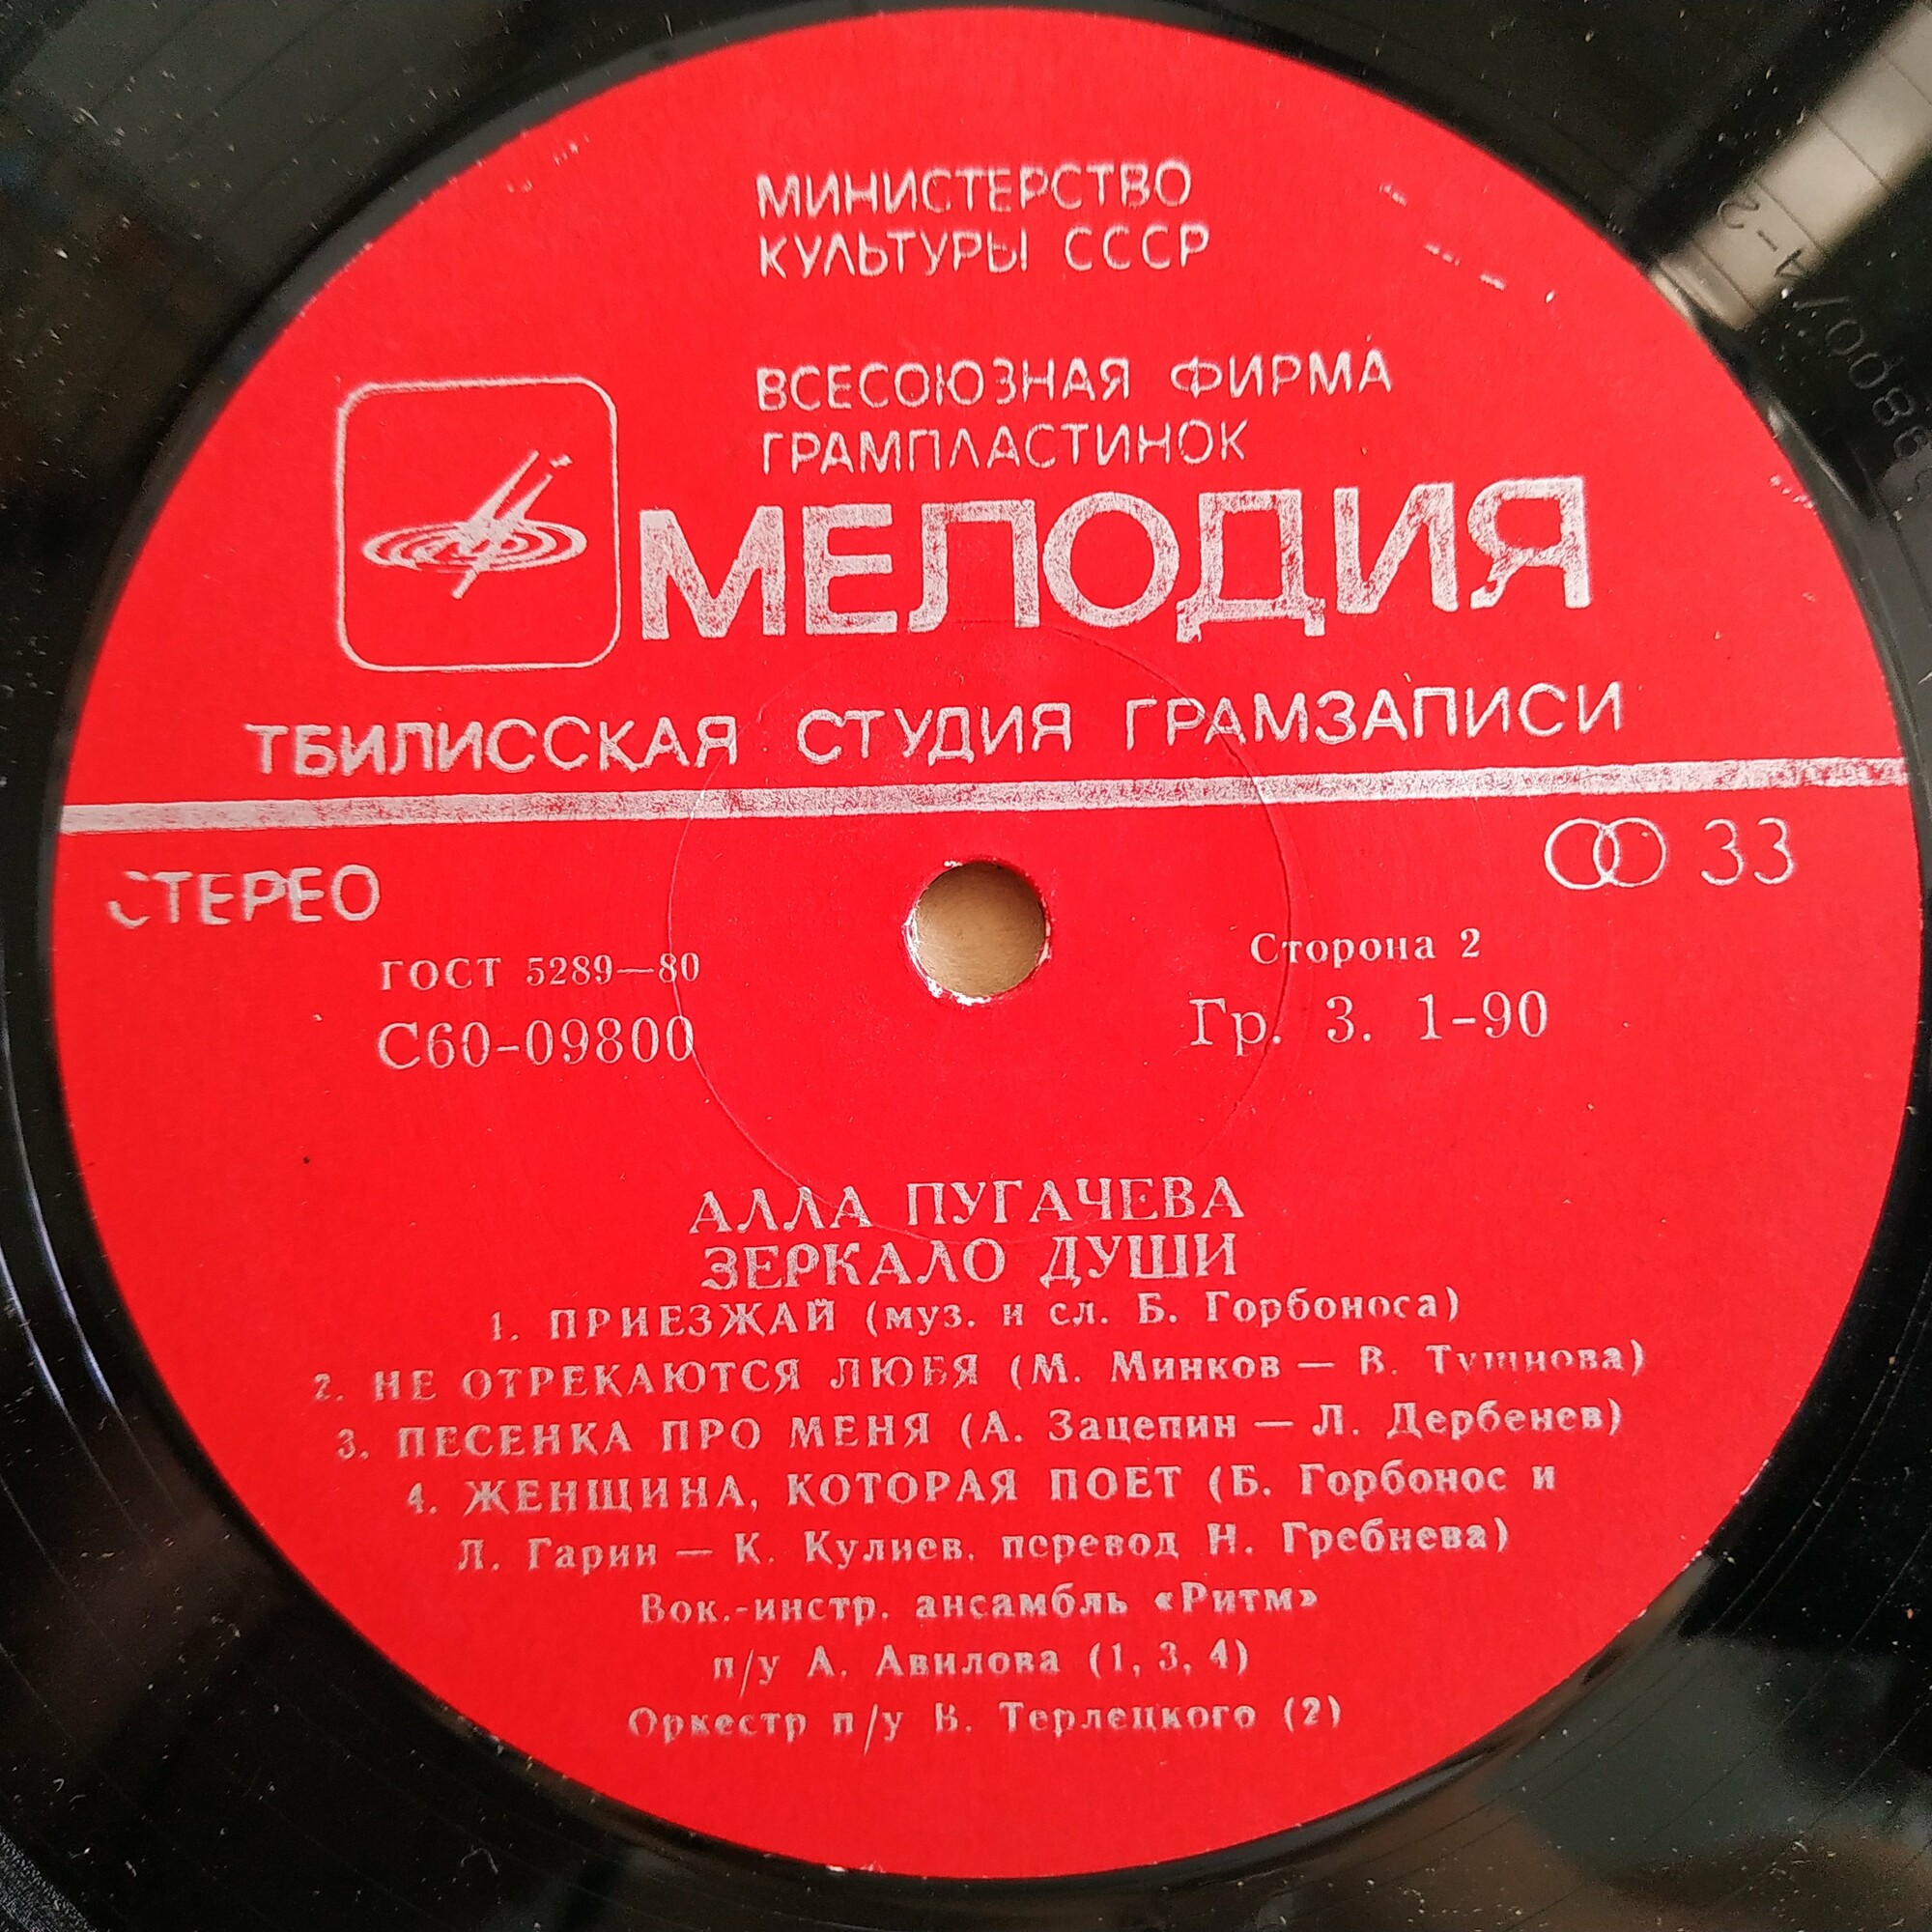 МИНИСТЕРСТВО
КУЛЬТУРЫ СССР
ВСЕСОЮЗНАЯ ФИРМА
ГРАМПЛАСТИНОК
МЕЛОДИЯ
ТБИЛИССКАЯ СТУДИЯ ГРАМЗАПИСИ
СТЕРЕО
33
ГОСТ 5289—80
Сторона 2
С60-09800
Гр. 3. 1-90
АЛЛА ПУГАЧЕВА
ЗЕРКАЛО ДУШИ
1. ПРИЕЗЖАЙ (муз. и сл. Б. Горбоноса)
2. НЕ ОТРЕКАЮТСЯ ЛЮБЯ (М. Минков — В. Тушнова)
3. ПЕСЕНКА ПРО МЕНЯ (А. Зацепин — Л. Дербенев)
4. ЖЕНЩИНА, КОТОРАЯ ПОЕТ (Б. Горбонос и
Л. Гарин — К. Кулиев, перевод Н. Гребнева)
Вок.-инстр. ансамбль «Ритм»
п/у А. Авилова (1, 3, 4)
Оркестр п/у В. Терлецкого (2)